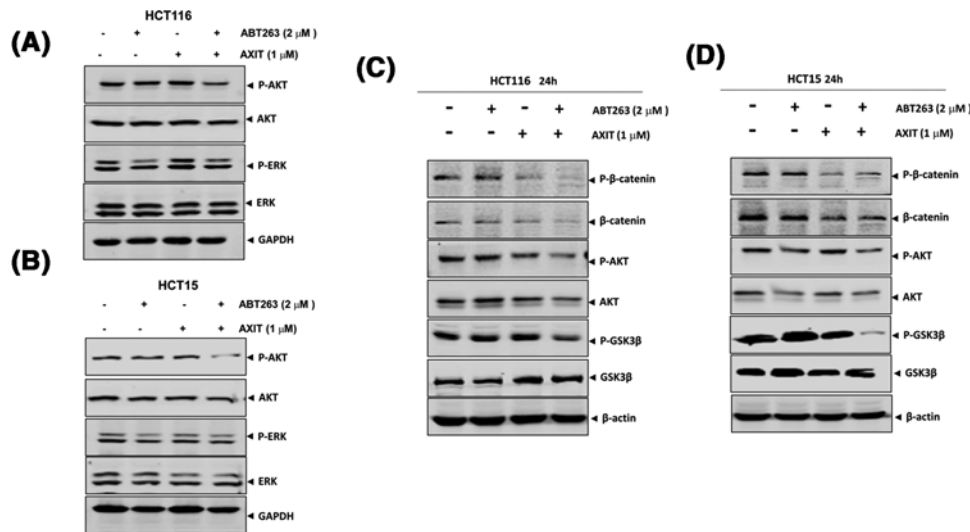 (A)
HCT116
- + - + ABT263 (2 μM )
- + + AXIT (1 μM)
P-AKT
AKT
P-ERK
ERK
GAPDH
(B)
HCT15
- + - + ABT263 (2 μM )
- - + + AXIT (1 μM)
P-AKT
AKT
P-ERK
ERK
GAPDH
(C)
HCT116 24h
- + - + ABT263 (2 μM )
- - + + AXIT (1 μM)
P-β-catenin
β-catenin
P-AKT
AKT
P-GSK3β
GSK3β
β-actin
(D)
HCT15 24h
- + - + ABT263 (2 μM )
- - + + AXIT (1 μM)
P-β-catenin
β-catenin
P-AKT
AKT
P-GSK3β
GSK3β
β-actin